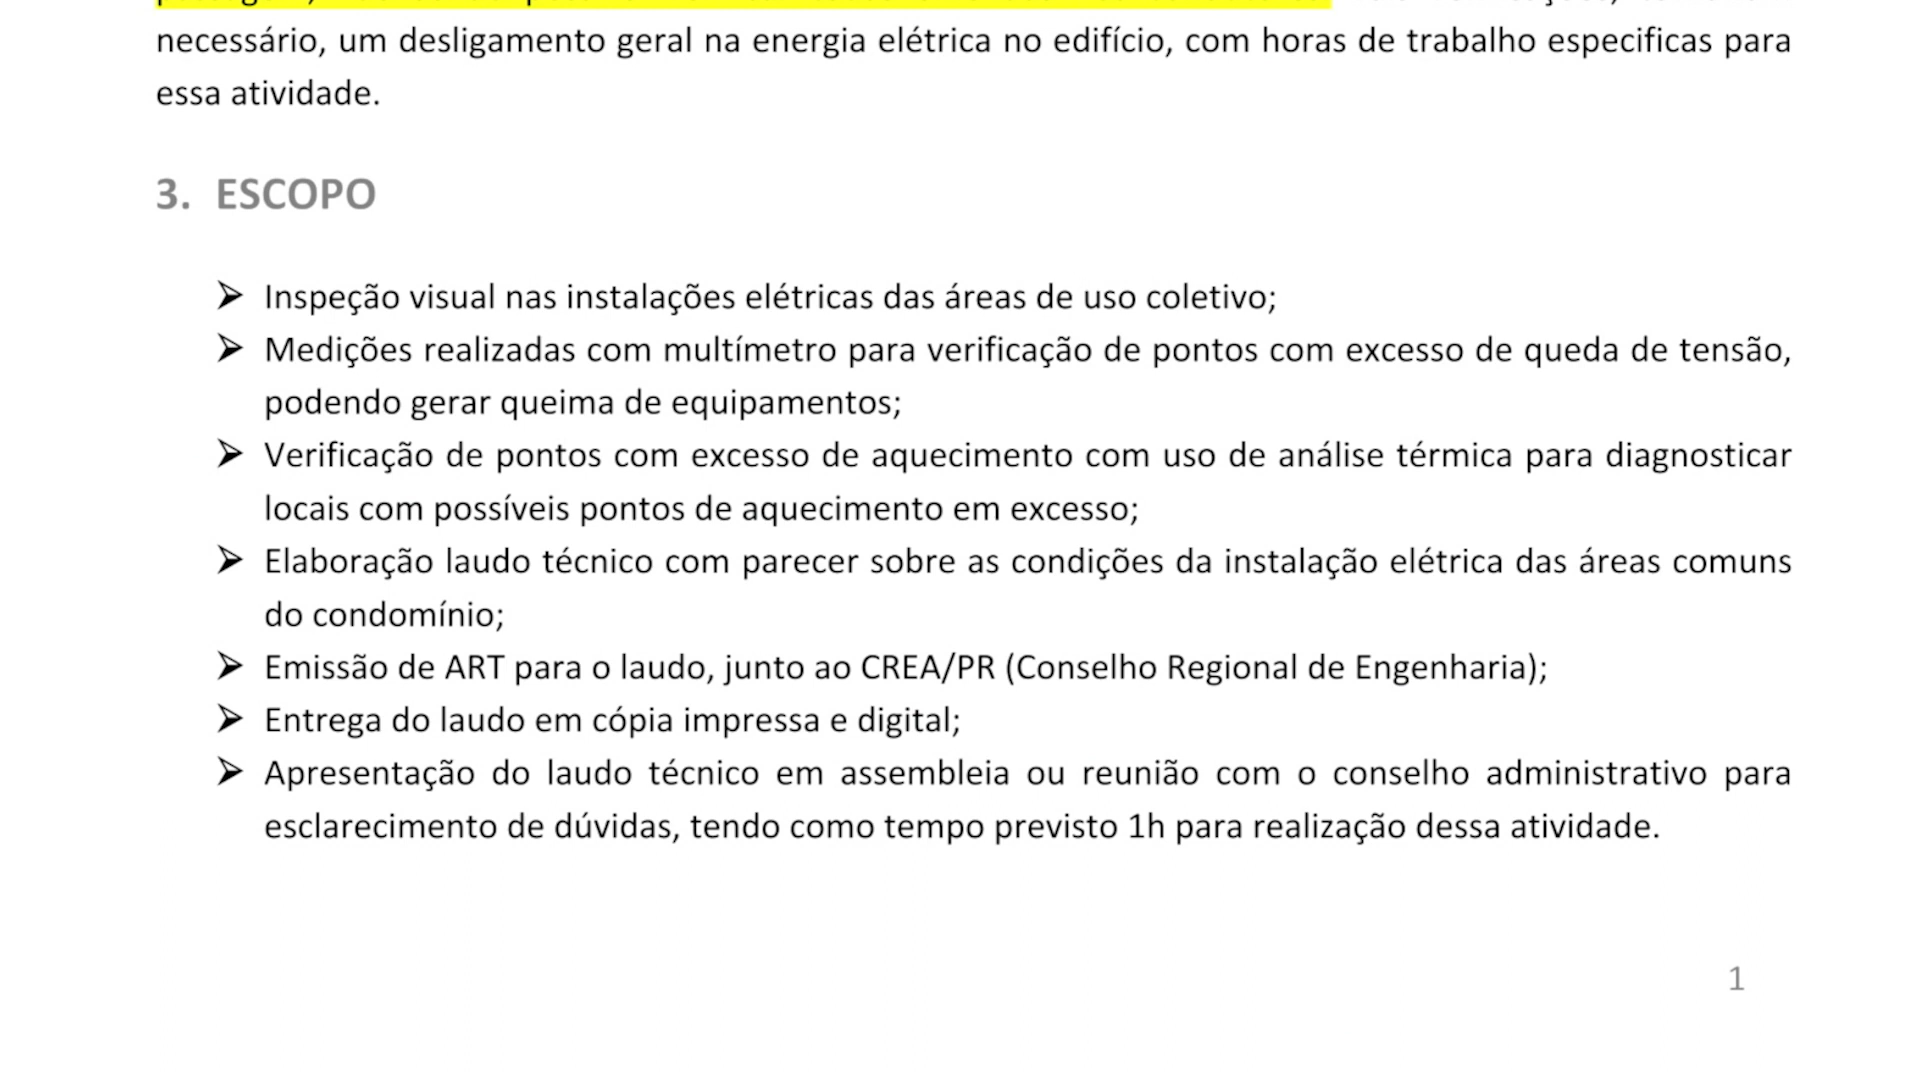 necessário, um desligamento geral na energia elétrica no edifício, com horas de trabalho especificas para
essa atividade.
3. ESCOPO
➢ Inspeção visual nas instalações elétricas das áreas de uso coletivo;
➢ Medições realizadas com multímetro para verificação de pontos com excesso de queda de tensão,
podendo gerar queima de equipamentos;
➢ Verificação de pontos com excesso de aquecimento com uso de análise térmica para diagnosticar
locais com possíveis pontos de aquecimento em excesso;
➢ Elaboração laudo técnico com parecer sobre as condições da instalação elétrica das áreas comuns
do condomínio;
➢ Emissão de ART para o laudo, junto ao CREA/PR (Conselho Regional de Engenharia);
➢ Entrega do laudo em cópia impressa e digital;
➢ Apresentação do laudo técnico em assembleia ou reunião com o conselho administrativo para
esclarecimento de dúvidas, tendo como tempo previsto 1h para realização dessa atividade.
1